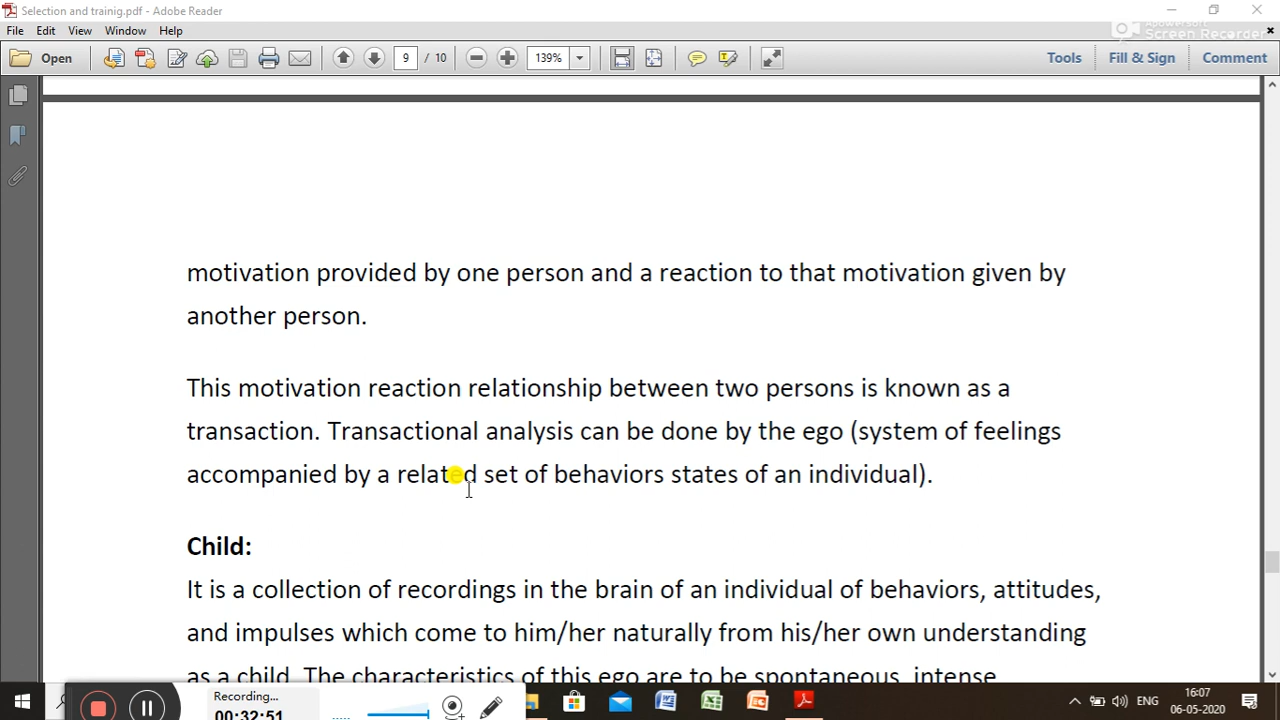 Selection and trainig.pdf - Adobe Reader
File Edit View Window Help
Apowersoft
Screen Recorder
Open 9 / 10 139% Tools Fill & Sign Comment
motivation provided by one person and a reaction to that motivation given by
another person.
This motivation reaction relationship between two persons is known as a
transaction. Transactional analysis can be done by the ego (system of feelings
accompanied by a related set of behaviors states of an individual).
Child:
It is a collection of recordings in the brain of an individual of behaviors, attitudes,
and impulses which come to him/her naturally from his/her own understanding
as a child. The characteristics of this ego are to be spontaneous, intense
Recording...
00:32:51
ENG
16:07
06-05-2020